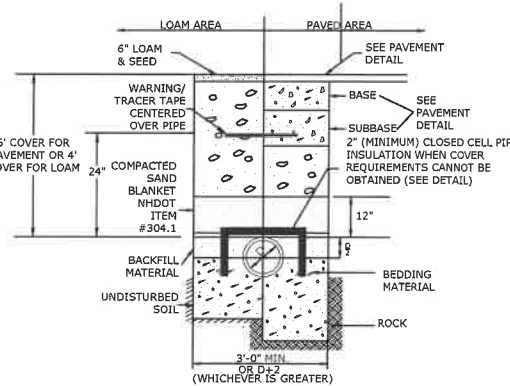 LOAM AREA
PAVED AREA
6" LOAM
& SEED
SEE PAVEMENT
DETAIL
WARNING/
TRACER TAPE
CENTERED
OVER PIPE
BASE
SUBBASE
SEE
PAVEMENT
DETAIL
' COVER FOR
AVEMENT OR 4'
OVER FOR LOAM
24"
COMPACTED
SAND
BLANKET
NHDOT
ITEM
#304.1
2" (MINIMUM) CLOSED CELL PIP
INSULATION WHEN COVER
REQUIREMENTS CANNOT BE
OBTAINED (SEE DETAIL)
12"
D
2
BACKFILL
MATERIAL
BEDDING
MATERIAL
UNDISTURBED
SOIL
ROCK
3'-0" MIN.
OR D+2
(WHICHEVER IS GREATER)